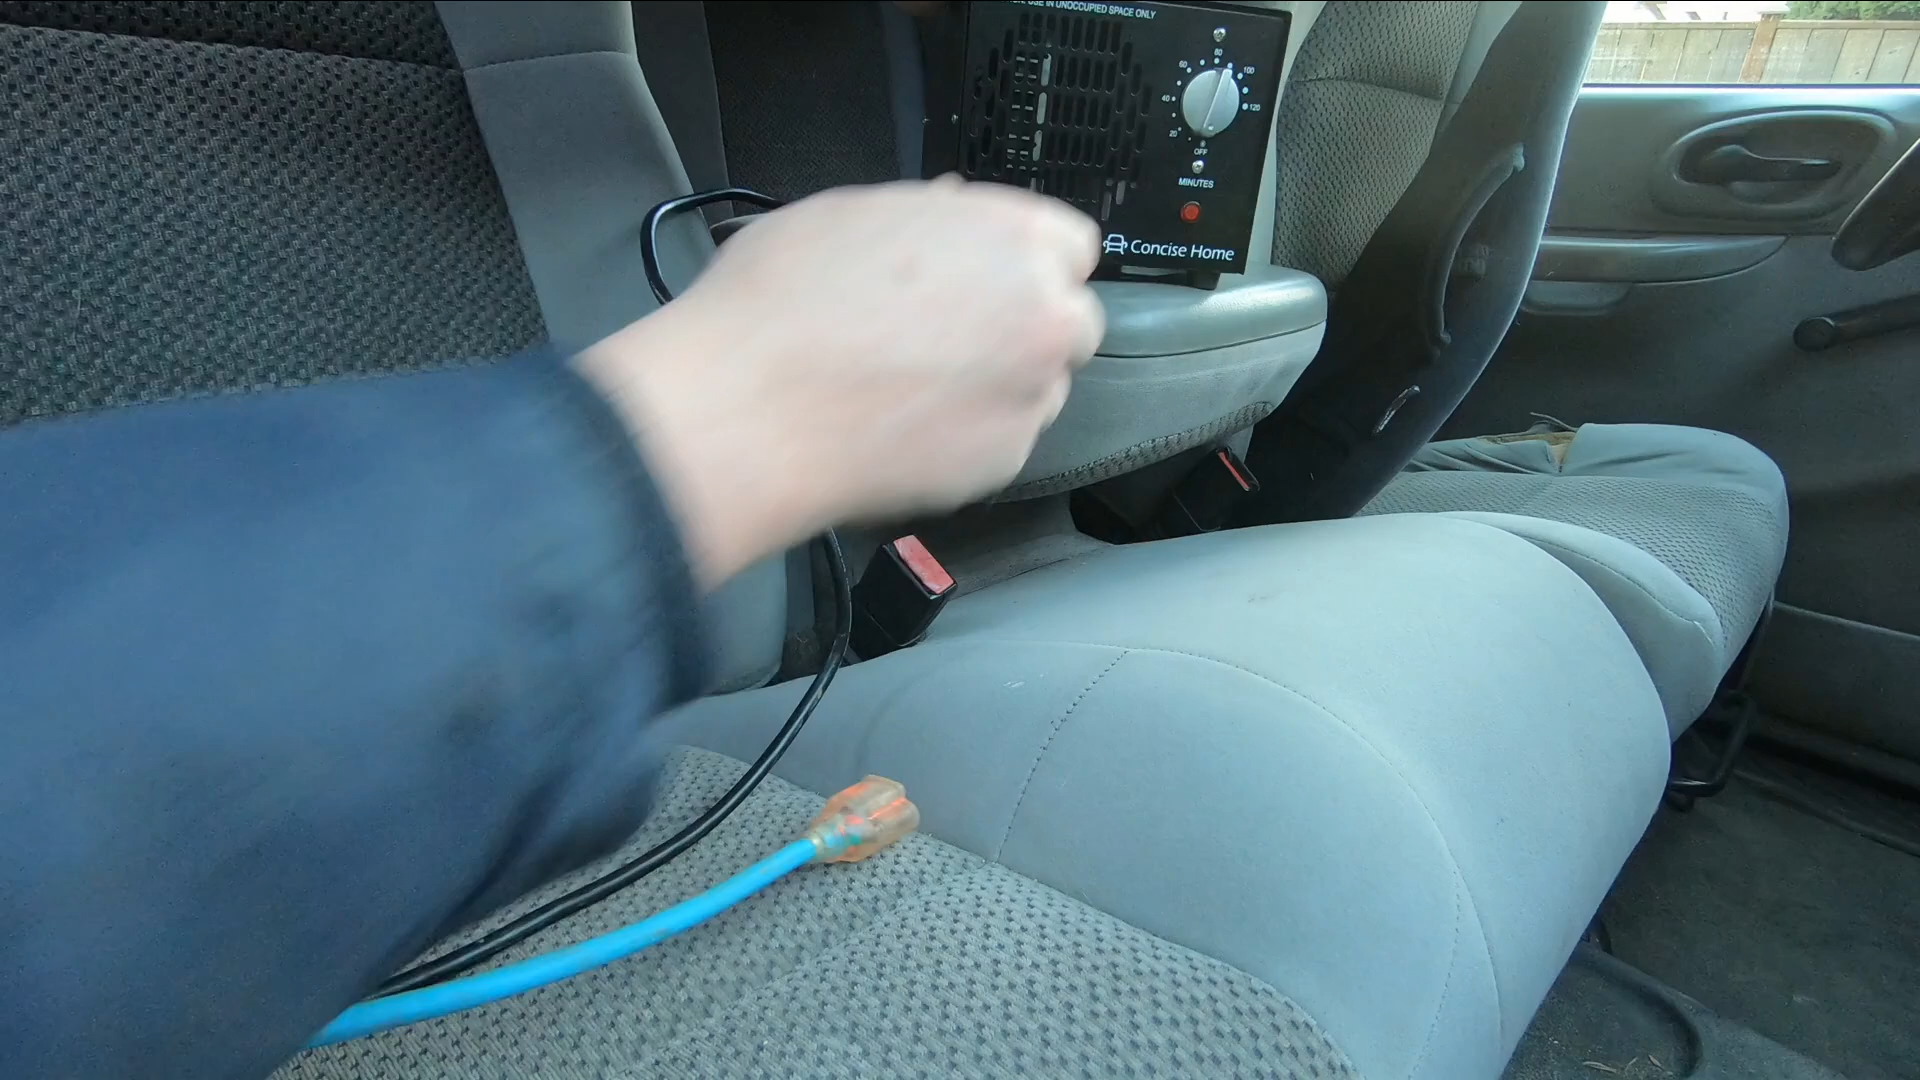 USE IN UNOCCUPIED SPACE ONLY
80
60
100
40
120
20
OFF
MINUTES
Concise Home